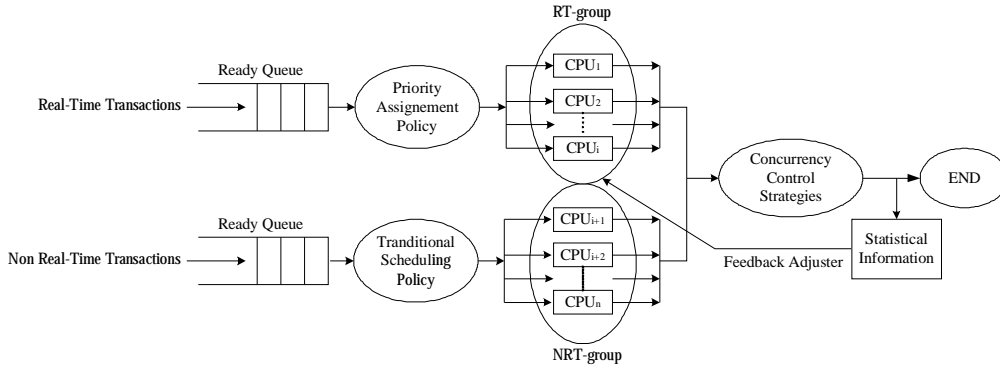 RT-group
Ready Queue
Real-Time Transactions
Priority
Assignement
Policy
CPU1
CPU2
CPUi
Concurrency
Control
Strategies
END
Ready Queue
Non Real-Time Transactions
Tranditional
Scheduling
Policy
CPUi+1
CPUi+2
CPUn
Feedback Adjuster
Statistical
Information
NRT-group